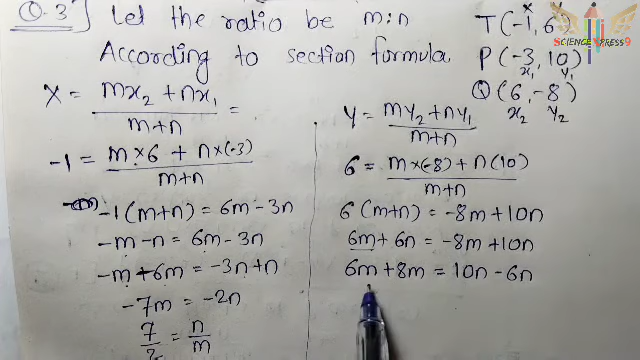 Q.3) Let the ratio be m:n
According to section formula
T(-1, 6)
P(-3, 10)
x₁ y₁
Q(6, -8)
x₂ y₂
SCIENCE XPRESS 9
x = mx₂ + nx₁ / m+n =
-1 = m×6 + n×(-3) / m+n
-1(m+n) = 6m - 3n
-m - n = 6m - 3n
-m - 6m = -3n + n
-7m = -2n
7/2 = n/m
y = my₂ + ny₁ / m+n
6 = m×(-8) + n(10) / m+n
6(m+n) = -8m + 10n
6m + 6n = -8m + 10n
6m + 8m = 10n - 6n